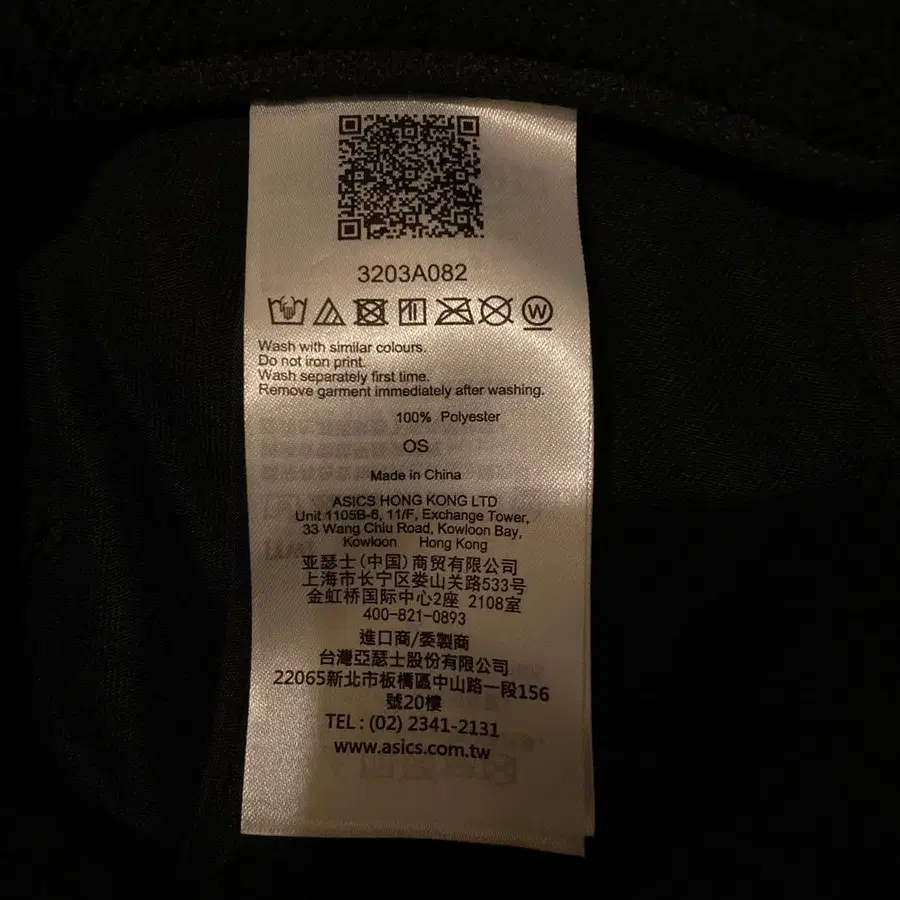 3203A082
W
Wash with similar colours.
Do not iron print.
Wash separately first time.
Remove garment immediately after washing.
100% Polyester
OS
Made in China
ASICS HONG KONG LTD
Unit 1105B-6, 11/F, Exchange Tower,
33 Wang Chiu Road, Kowloon Bay,
Kowloon Hong Kong
亚瑟士(中国)商贸有限公司
上海市长宁区娄山关路533号
金虹桥国际中心2座 2108室
400-821-0893
進口商/委製商
台灣亞瑟士股份有限公司
22065新北市板橋區中山路一段156
號20樓
TEL : (02) 2341-2131
www.asics.com.tw